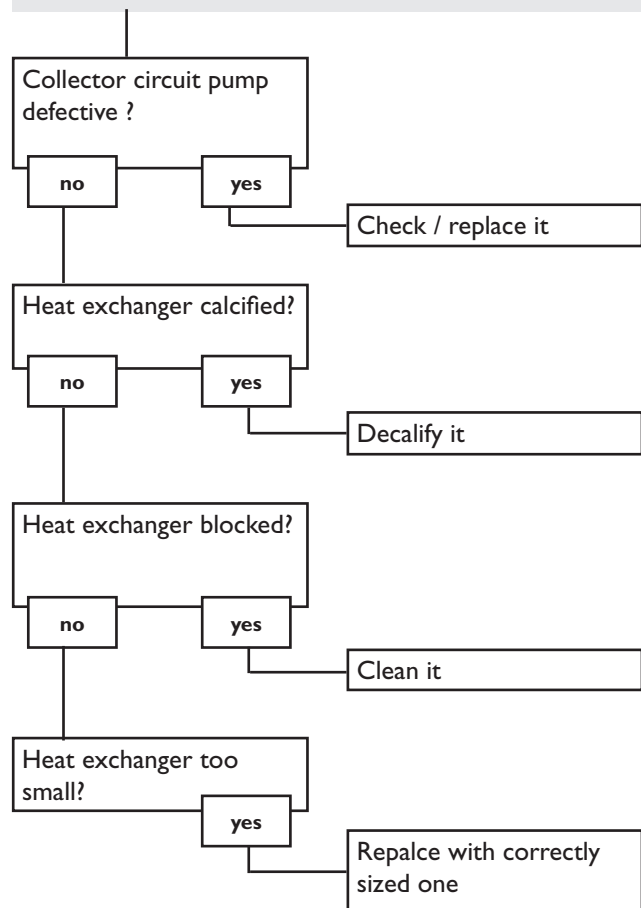 Collector circuit pump
defective ?
no
yes
Check / replace it
Heat exchanger calcified?
no
yes
Decalify it
Heat exchanger blocked?
no
yes
Clean it
Heat exchanger too
small?
yes
Repalce with correctly
sized one